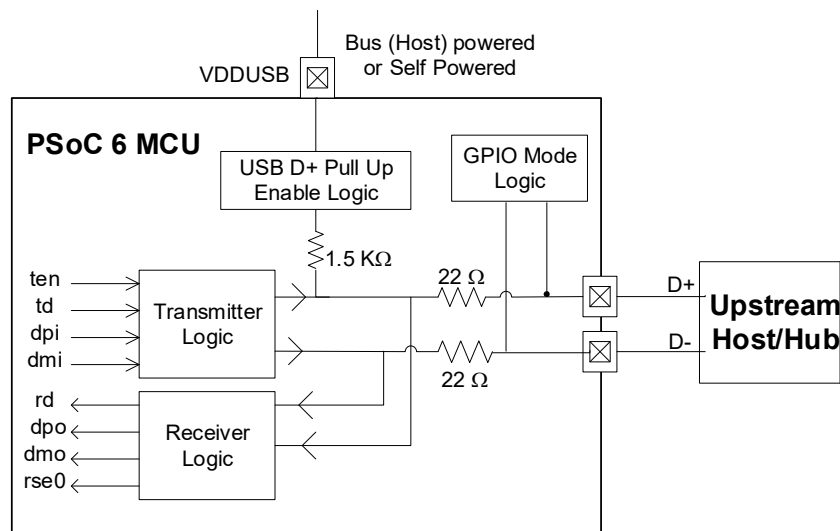 Bus (Host) powered
or Self Powered
VDDUSB
PSoC 6 MCU
USB D+ Pull Up
Enable Logic
GPIO Mode
Logic
1.5 KΩ
22 Ω
ten
td
dpi
dmi
Transmitter
Logic
D+
D-
Upstream
Host/Hub
22 Ω
rd
dpo
dmo
rse0
Receiver
Logic